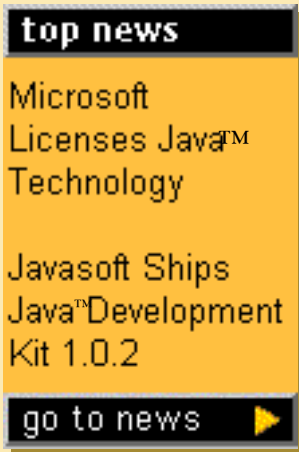 top news
Microsoft
Licenses Java™
Technology
Javasoft Ships
Java™Development
Kit 1.0.2
go to news